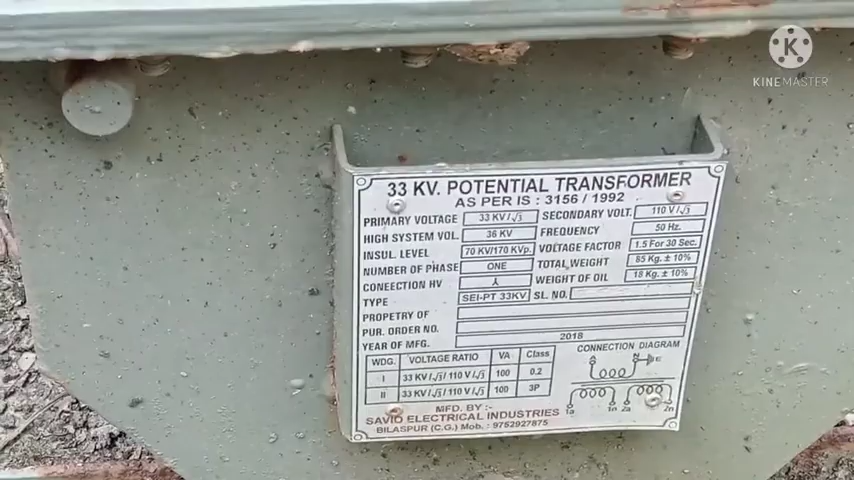 K
KINEMASTER
33 KV. POTENTIAL TRANSFORMER
AS PER IS : 3156 / 1992
PRIMARY VOLTAGE 33 KV/√3 SECONDARY VOLT. 110 V/√3
HIGH SYSTEM VOL. 36 KV FREQUENCY 50 Hz.
INSUL LEVEL 70 KV/170 KVp. VOLTAGE FACTOR 1.5 For 30 Sec.
NUMBER OF PHASE ONE TOTAL WEIGHT 85 Kg. ± 10%
CONEECTION HV WEIGHT OF OIL 18 Kg. ± 10%
TYPE SEI-PT 33KV SL.NO.
PROPETRY OF
PUR. ORDER NO.
YEAR OF MFG. 2018
WDG. VOLTAGE RATIO VA Class
I 33 KV/√3/110 V/√3 100 0.2
II 33 KV/√3/110 V/√3 100 3P
CONNECTION DIAGRAM
A N E
1a 1n 2a 2n
MFD. BY :-
SAVIO ELECTRICAL INDUSTRIES
BILASPUR (C.G.) Mob. : 9752927875